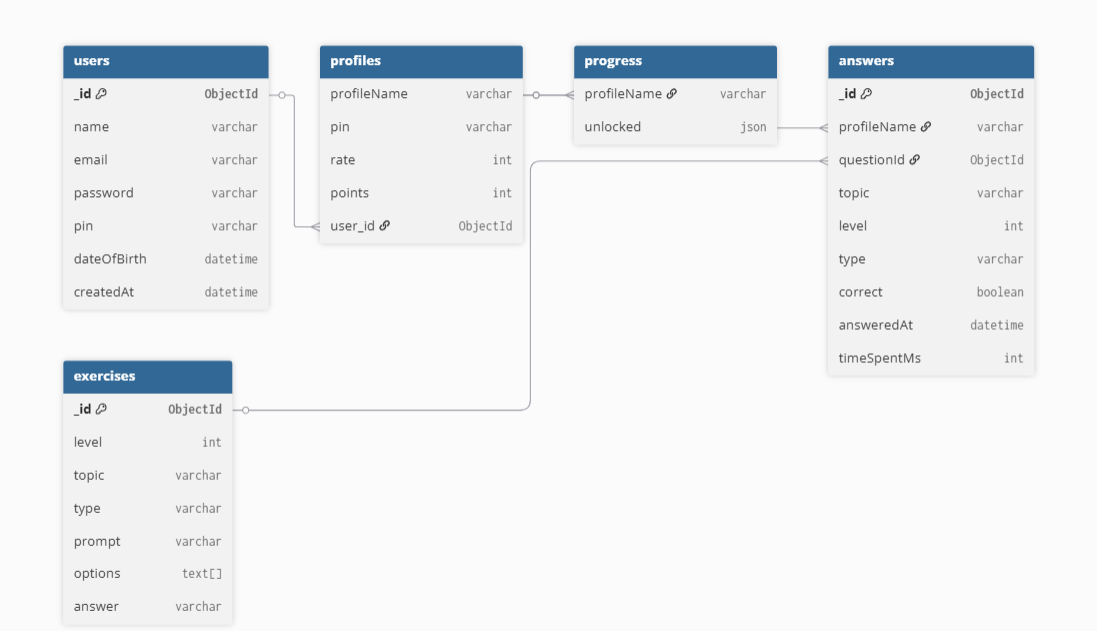 users
_id ObjectId
name varchar
email varchar
password varchar
pin varchar
dateOfBirth datetime
createdAt datetime
profiles
profileName varchar
pin varchar
rate int
points int
user_id ObjectId
progress
profileName varchar
unlocked json
answers
_id ObjectId
profileName varchar
questionId ObjectId
topic varchar
level int
type varchar
correct boolean
answeredAt datetime
timeSpentMs int
exercises
_id ObjectId
level int
topic varchar
type varchar
prompt varchar
options text[]
answer varchar